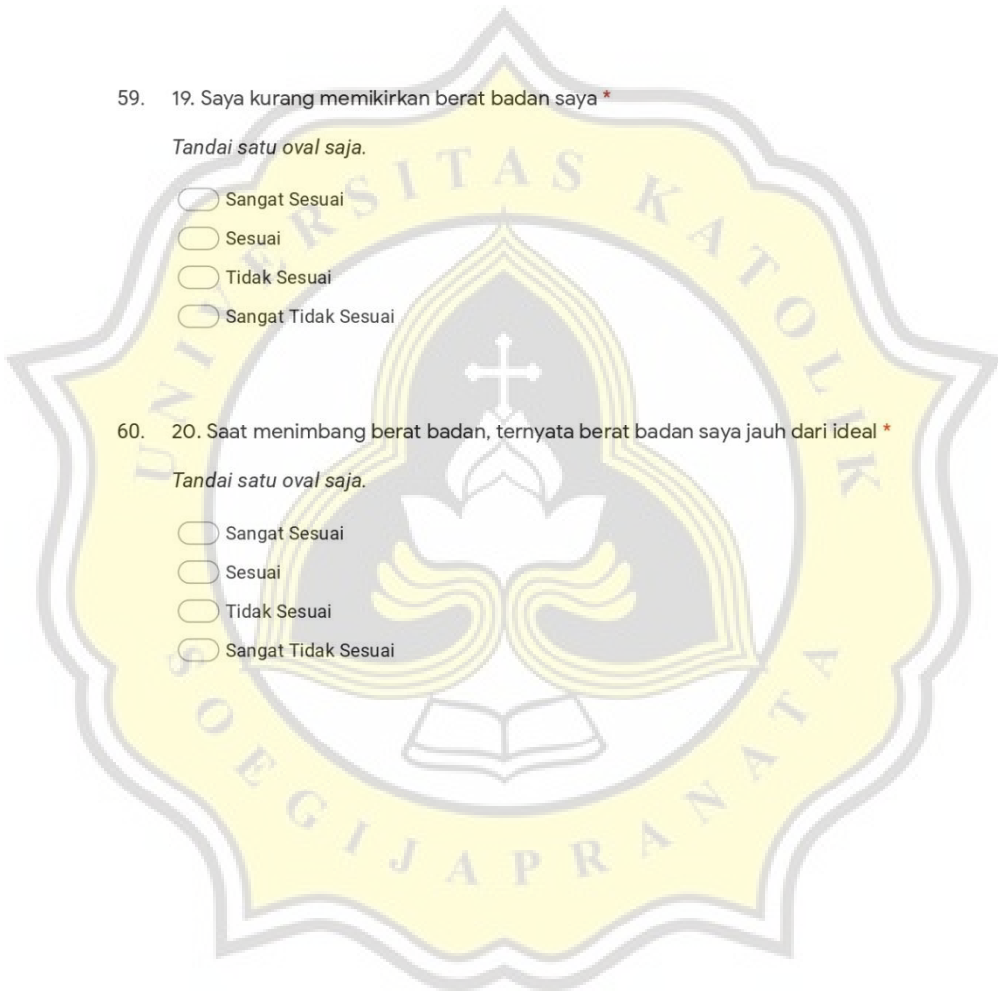 59. 19. Saya kurang memikirkan berat badan saya *
Tandai satu oval saja.
Sangat Sesuai
Sesuai
Tidak Sesuai
Sangat Tidak Sesuai
60. 20. Saat menimbang berat badan, ternyata berat badan saya jauh dari ideal *
Tandai satu oval saja.
Sangat Sesuai
Sesuai
Tidak Sesuai
Sangat Tidak Sesuai
UNIVERSITAS KATOLIK
SOEGIJAPRANATA